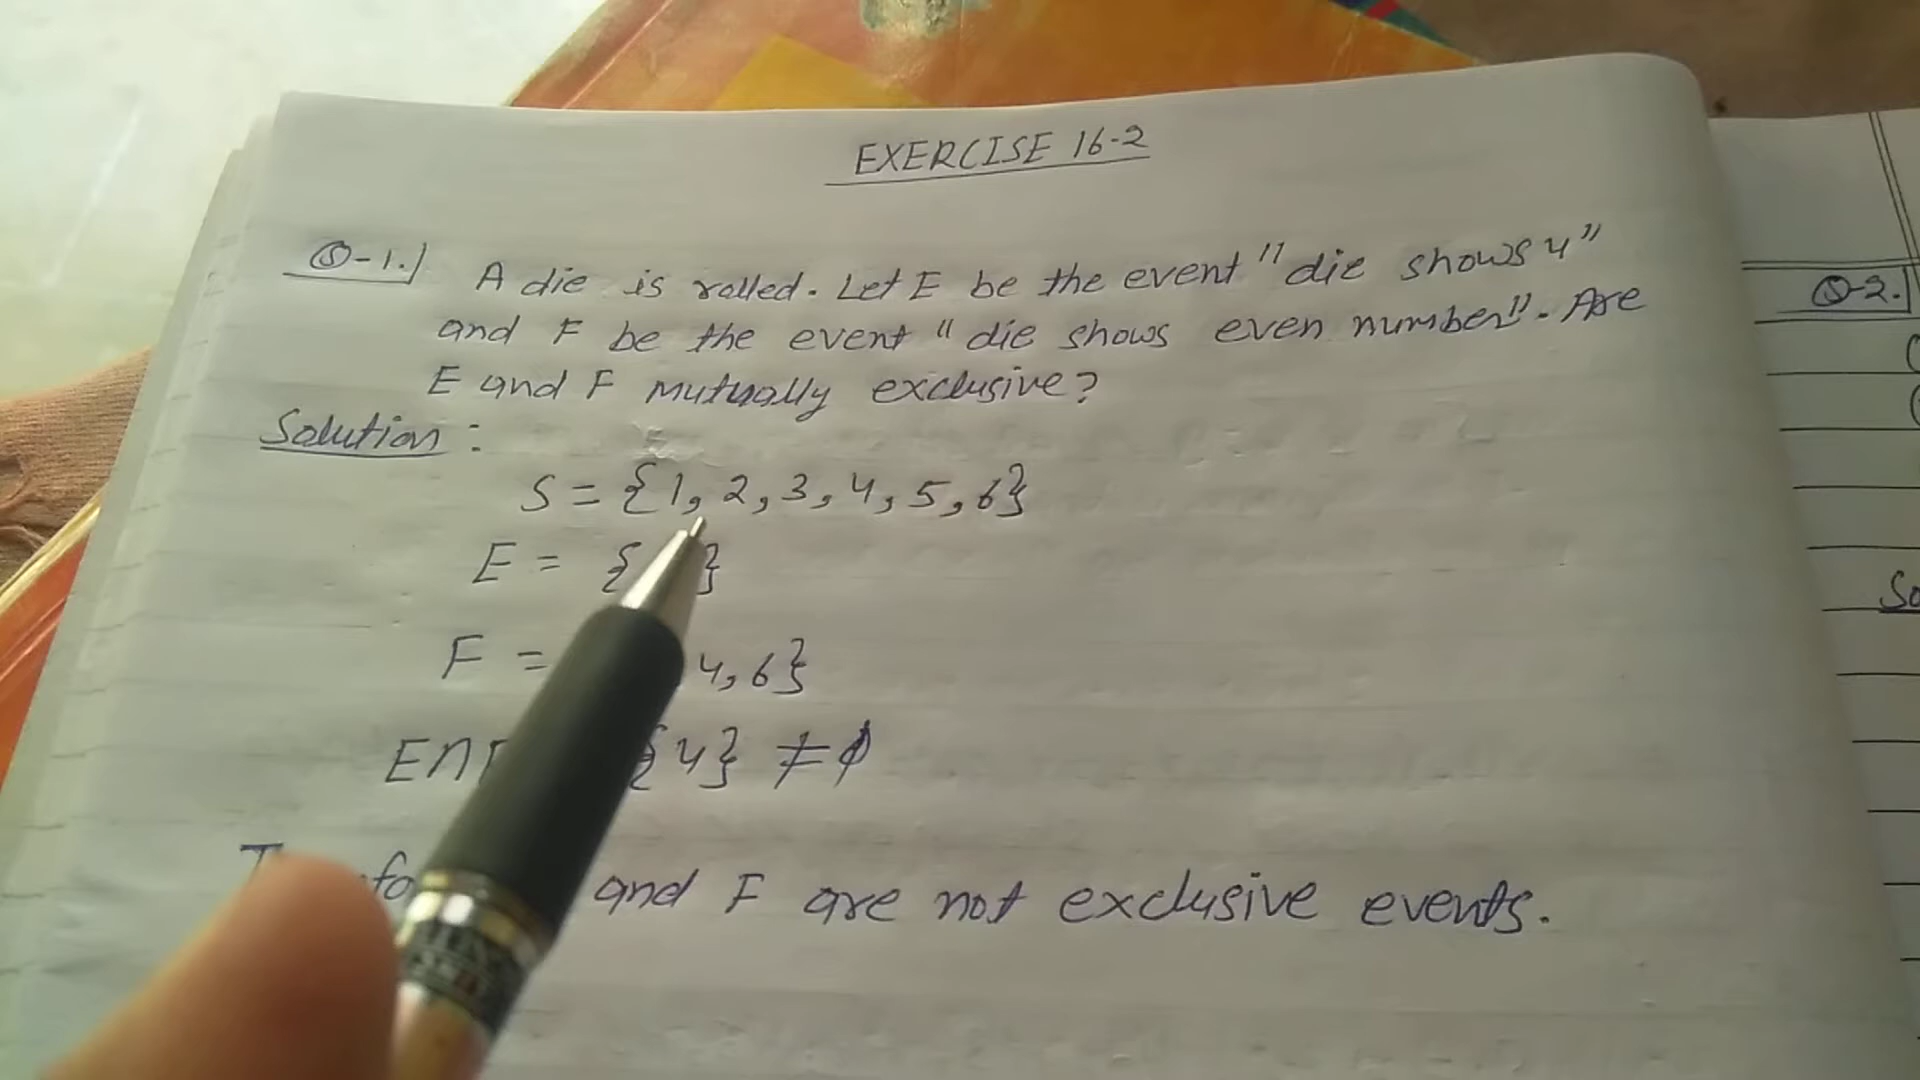 EXERCISE 16-2
Q-1. A die is rolled. Let E be the event "die shows 4"
and F be the event "die shows even number". Are
E and F mutually exclusive?
Solution :
S = {1, 2, 3, 4, 5, 6}
E = { }
F = 4, 6}
E∩ {4} ≠ φ
and F are not exclusive events.
Q-2.